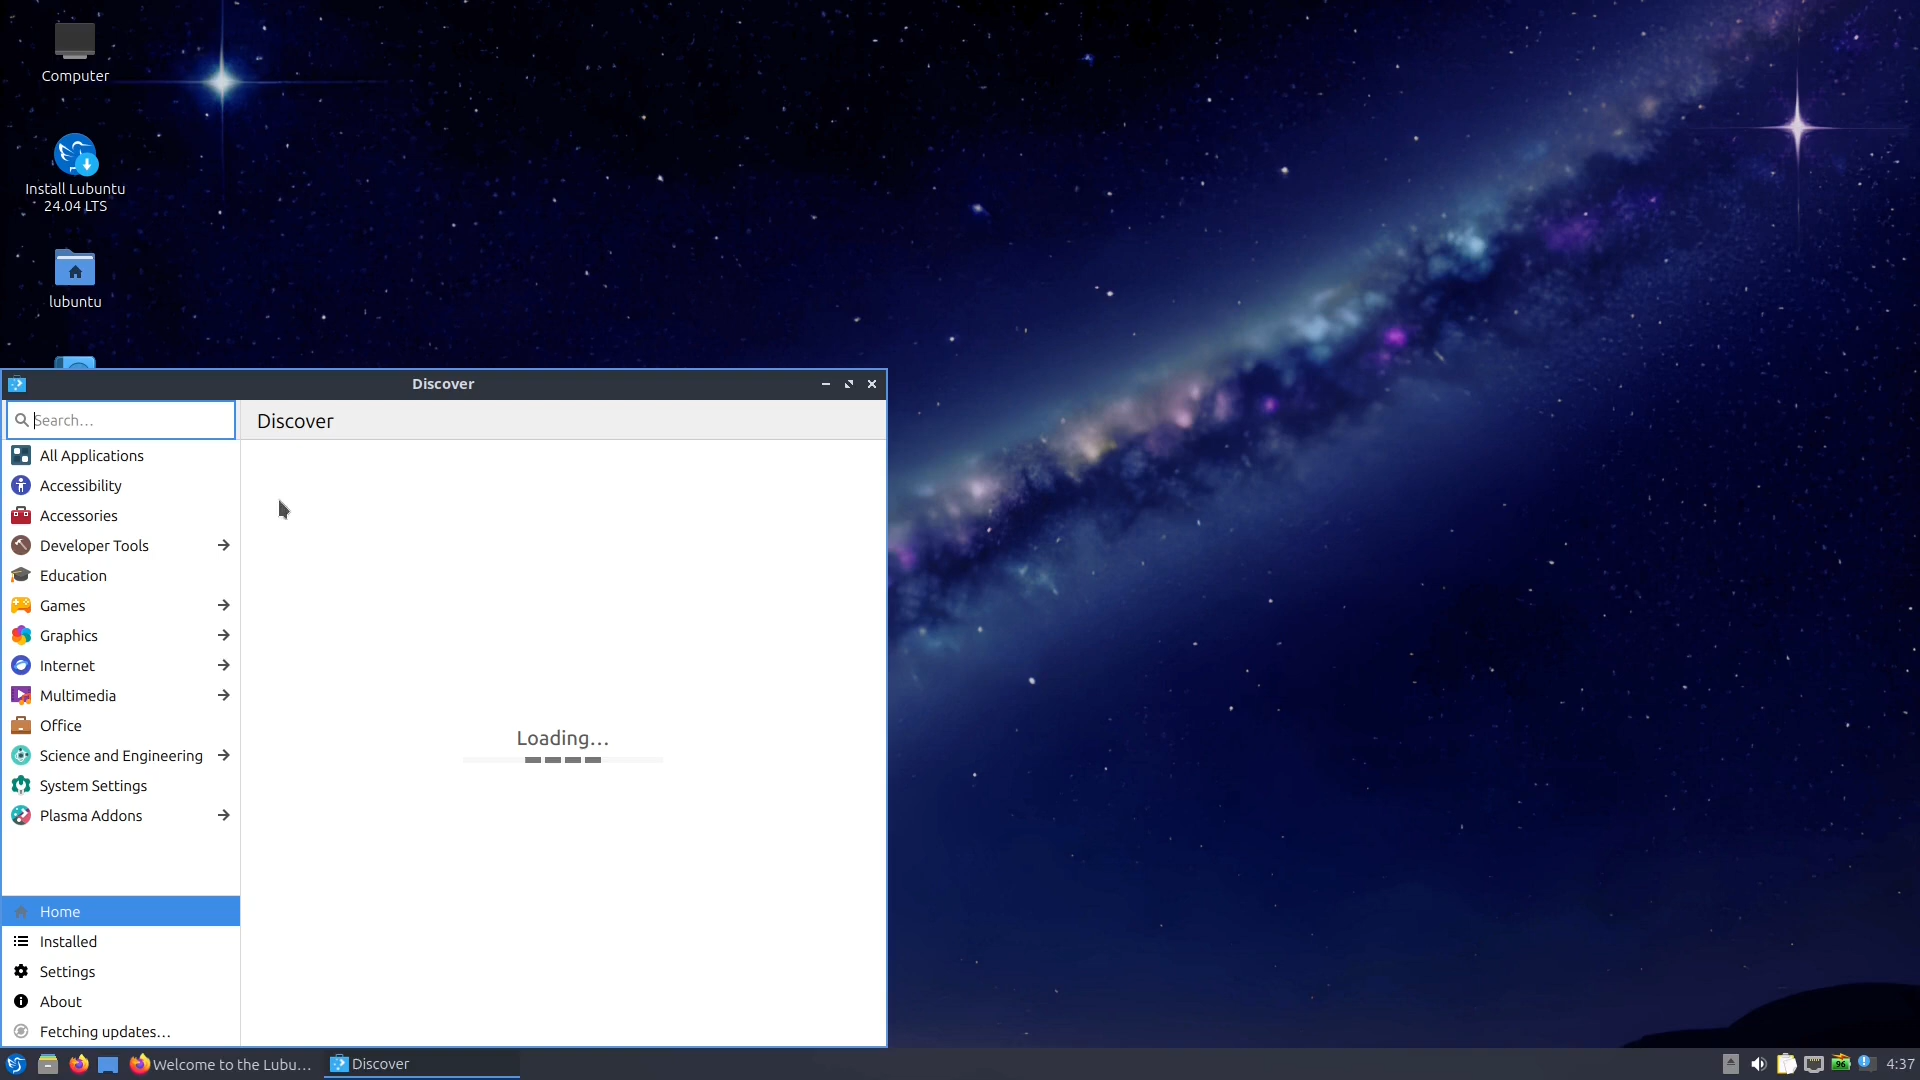 Computer
Install Lubuntu
24.04 LTS
lubuntu
Discover
Search...
Discover
All Applications
Accessibility
Accessories
Developer Tools
Education
Games
Graphics
Internet
Multimedia
Office
Science and Engineering
System Settings
Plasma Addons
Loading...
Home
Installed
Settings
About
Fetching updates...
Welcome to the Lubu...
Discover
96
4:37